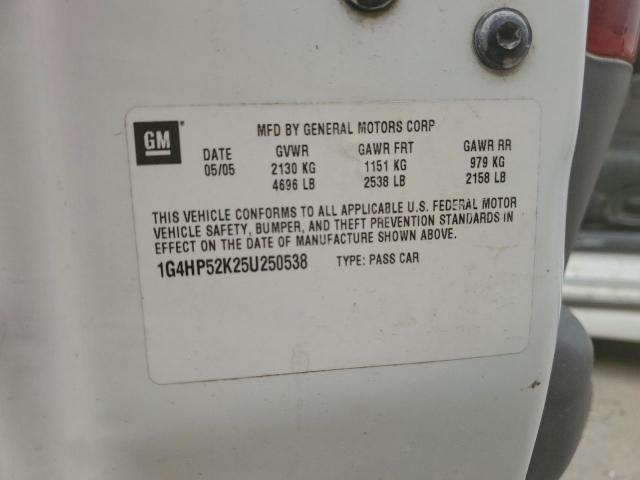 GM
MFD BY GENERAL MOTORS CORP
DATE GVWR GAWR FRT GAWR RR
05/05 2130 KG 1151 KG 979 KG
4696 LB 2538 LB 2158 LB
THIS VEHICLE CONFORMS TO ALL APPLICABLE U.S. FEDERAL MOTOR
VEHICLE SAFETY, BUMPER, AND THEFT PREVENTION STANDARDS IN
EFFECT ON THE DATE OF MANUFACTURE SHOWN ABOVE.
1G4HP52K25U250538 TYPE: PASS CAR